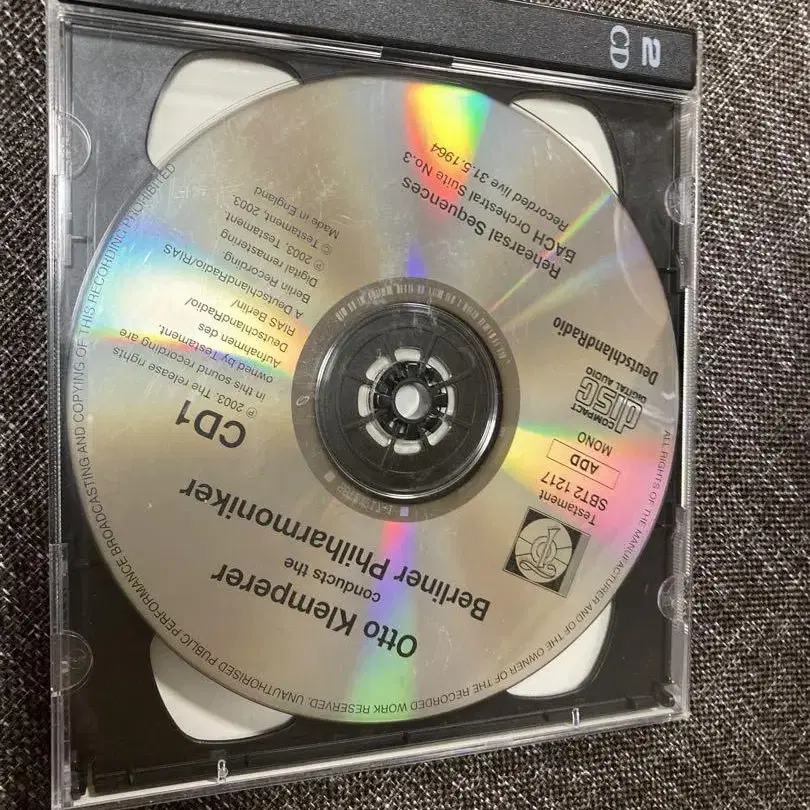 2
CD
Otto Klemperer
conducts the
Berliner Philharmoniker
Testament
SBT2 1217
ADD
MONO
COMPACT
disc
DIGITAL AUDIO
DeutschlandRadio
CD1
℗ 2003. The release rights
in this sound recording are
owned by Testament.
Aufnahmen des
DeutschlandRadio/
RIAS Berlin/
A DeutschlandRadio/RIAS
Berlin Recording
Digital remastering
℗ 2003, Testament.
© Testament, 2003
Made in England
Rehearsal Sequences
BACH Orchestral Suite No.3
Recorded live 31.5.1964
ALL RIGHTS OF THE MANUFACTURER AND OF THE OWNER OF THE RECORDED WORK RESERVED. UNAUTHORISED PUBLIC PERFORMANCE BROADCASTING AND COPYING OF THIS RECORDING PROHIBITED